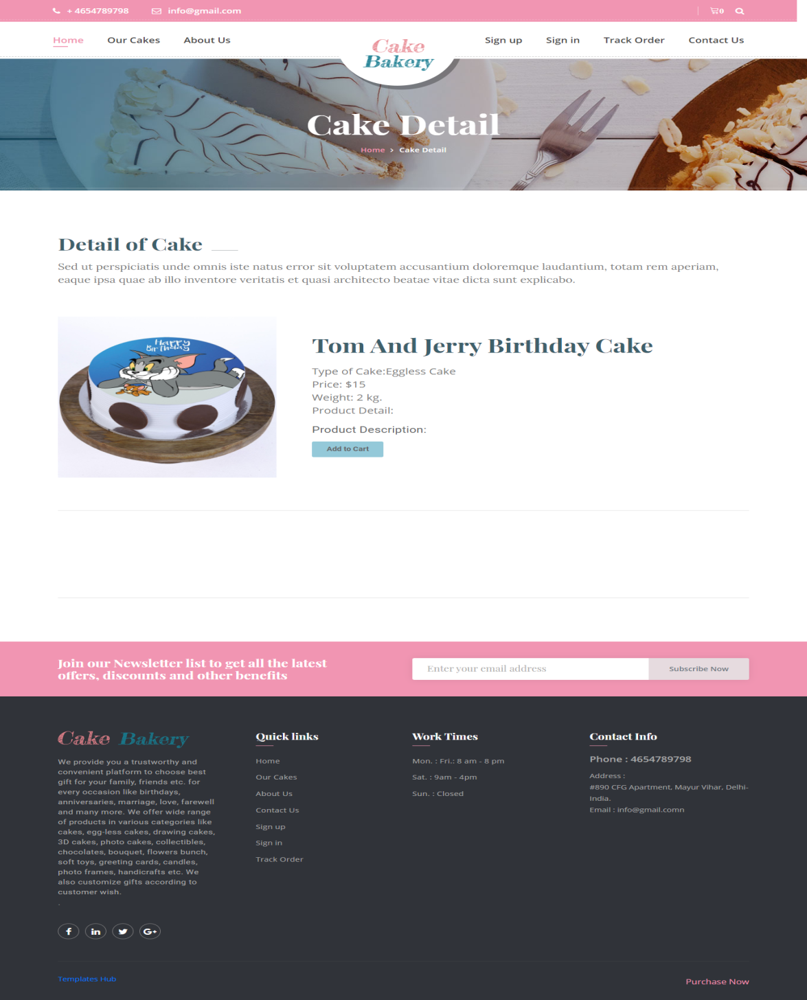 + 4654789798
info@gmail.com
0
Home
Our Cakes
About Us
Cake
Bakery
Sign up
Sign in
Track Order
Contact Us
Cake Detail
Home > Cake Detail
Detail of Cake
Sed ut perspiciatis unde omnis iste natus error sit voluptatem accusantium doloremque laudantium, totam rem aperiam,
eaque ipsa quae ab illo inventore veritatis et quasi architecto beatae vitae dicta sunt explicabo.
Happy
Birthday
Tom And Jerry Birthday Cake
Type of Cake:Eggless Cake
Price: $15
Weight: 2 kg.
Product Detail:
Product Description:
Add to Cart
Join our Newsletter list to get all the latest
offers, discounts and other benefits
Enter your email address
Subscribe Now
Cake Bakery
We provide you a trustworthy and
convenient platform to choose best
gift for your family, friends etc. for
every occasion like birthdays,
anniversaries, marriage, love, farewell
and many more. We offer wide range
of products in various categories like
cakes, egg-less cakes, drawing cakes,
3D cakes, photo cakes, collectibles,
chocolates, bouquet, flowers bunch,
soft toys, greeting cards, candles,
photo frames, handicrafts etc. We
also customize gifts according to
customer wish.
.
f
in
G+
Quick links
Home
Our Cakes
About Us
Contact Us
Sign up
Sign in
Track Order
Work Times
Mon. : Fri.: 8 am - 8 pm
Sat. : 9am - 4pm
Sun. : Closed
Contact Info
Phone : 4654789798
Address :
#890 CFG Apartment, Mayur Vihar, Delhi-
India.
Email : info@gmail.comn
Templates Hub
Purchase Now